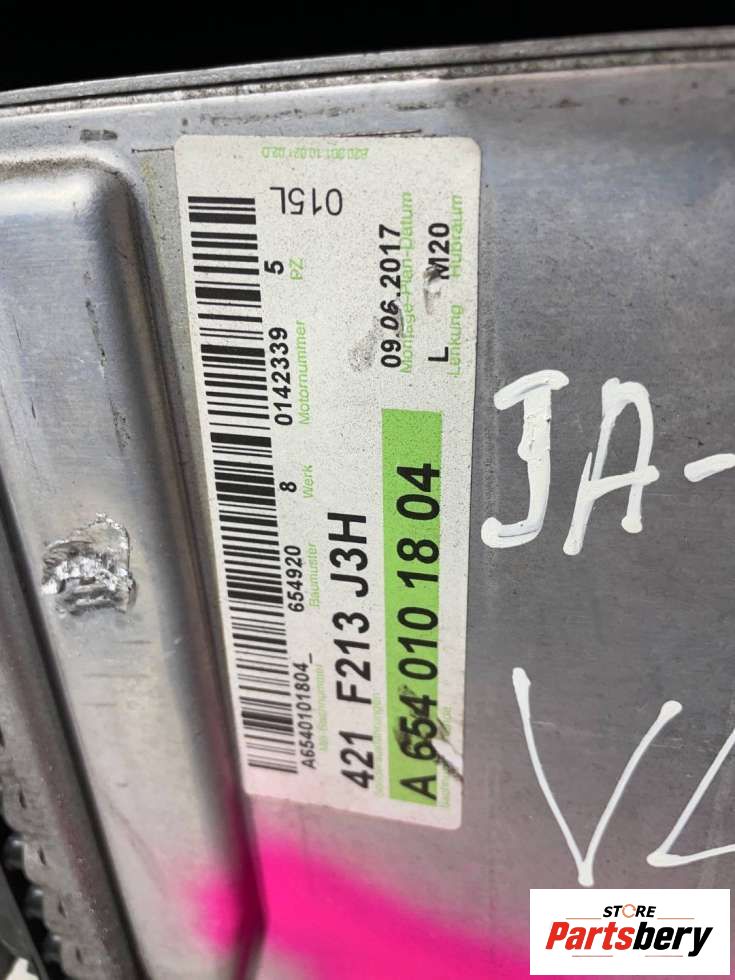 A6540101804_ 654920 8 0142339 5 015L
Baumuster Werk Motornummer PZ
421 F213 J3H 09.06.2017
Montage-Plan-Datum
A 654 010 18 04 L M20
Lenkung Hubraum
JA-
V
STORE
Partsbery